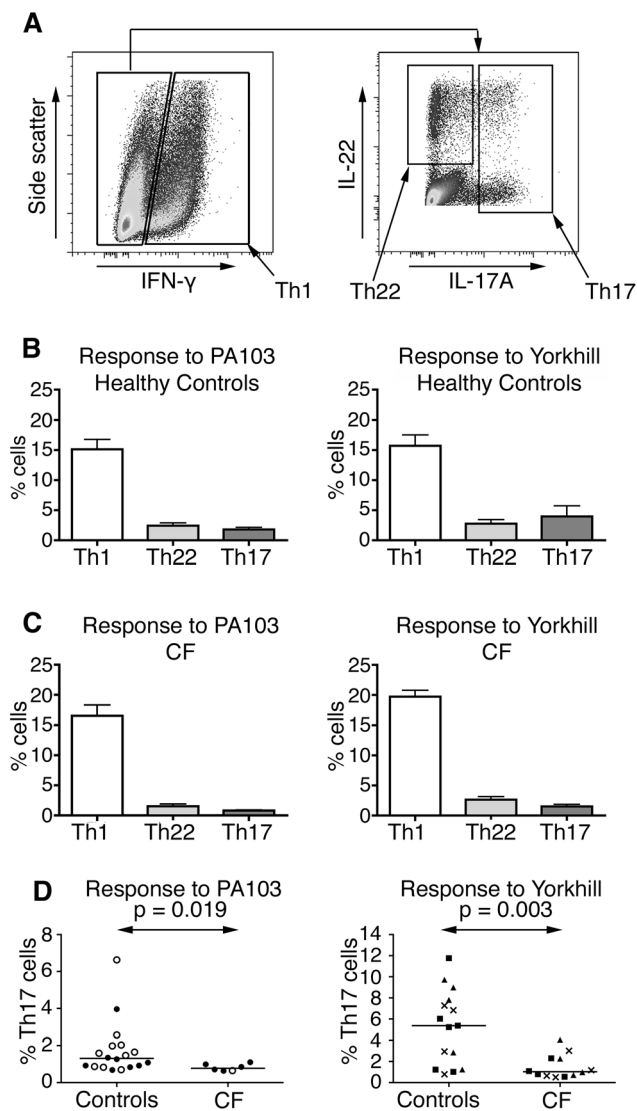 A
Side scatter
IFN-γ
Th1
IL-22
Th22
IL-17A
Th17
B
Response to PA103
Healthy Controls
% cells
25
20
15
10
5
0
Th1
Th22
Th17
Response to Yorkhill
Healthy Controls
% cells
25
20
15
10
5
0
Th1
Th22
Th17
C
Response to PA103
CF
% cells
25
20
15
10
5
0
Th1
Th22
Th17
Response to Yorkhill
CF
% cells
25
20
15
10
5
0
Th1
Th22
Th17
D
Response to PA103
p = 0.019
% Th17 cells
8
6
4
2
0
Controls
CF
Response to Yorkhill
p = 0.003
% Th17 cells
14
12
10
8
6
4
2
0
Controls
CF